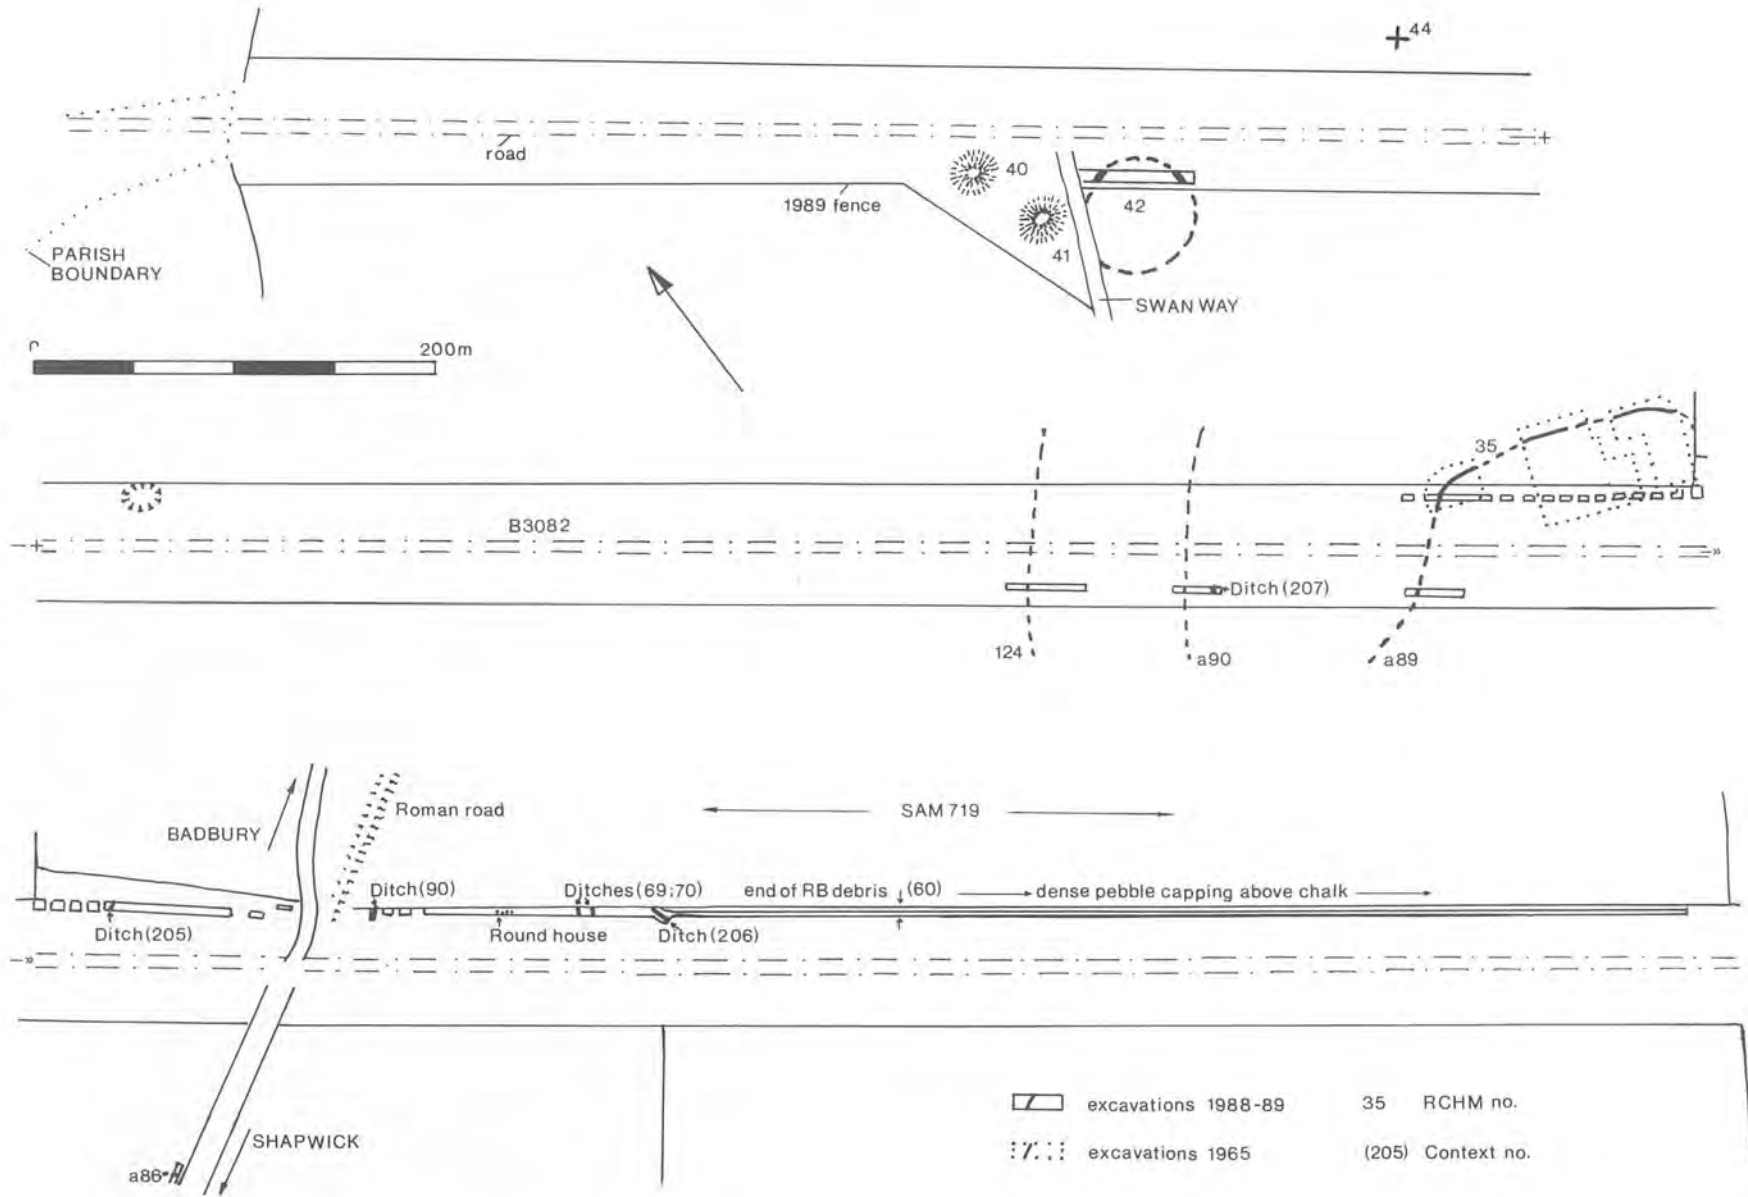 44
road
40
1989 fence
42
41
PARISH
BOUNDARY
SWAN WAY
200m
35
B3082
Ditch (207)
124
a90
a89
Roman road
SAM 719
BADBURY
Ditch(90)
Ditches (69;70)
end of RB debris
(60)
dense pebble capping above chalk
Ditch(205)
Round house
Ditch (206)
excavations 1988-89
35 RCHM no.
SHAPWICK
excavations 1965
(205) Context no.
a86